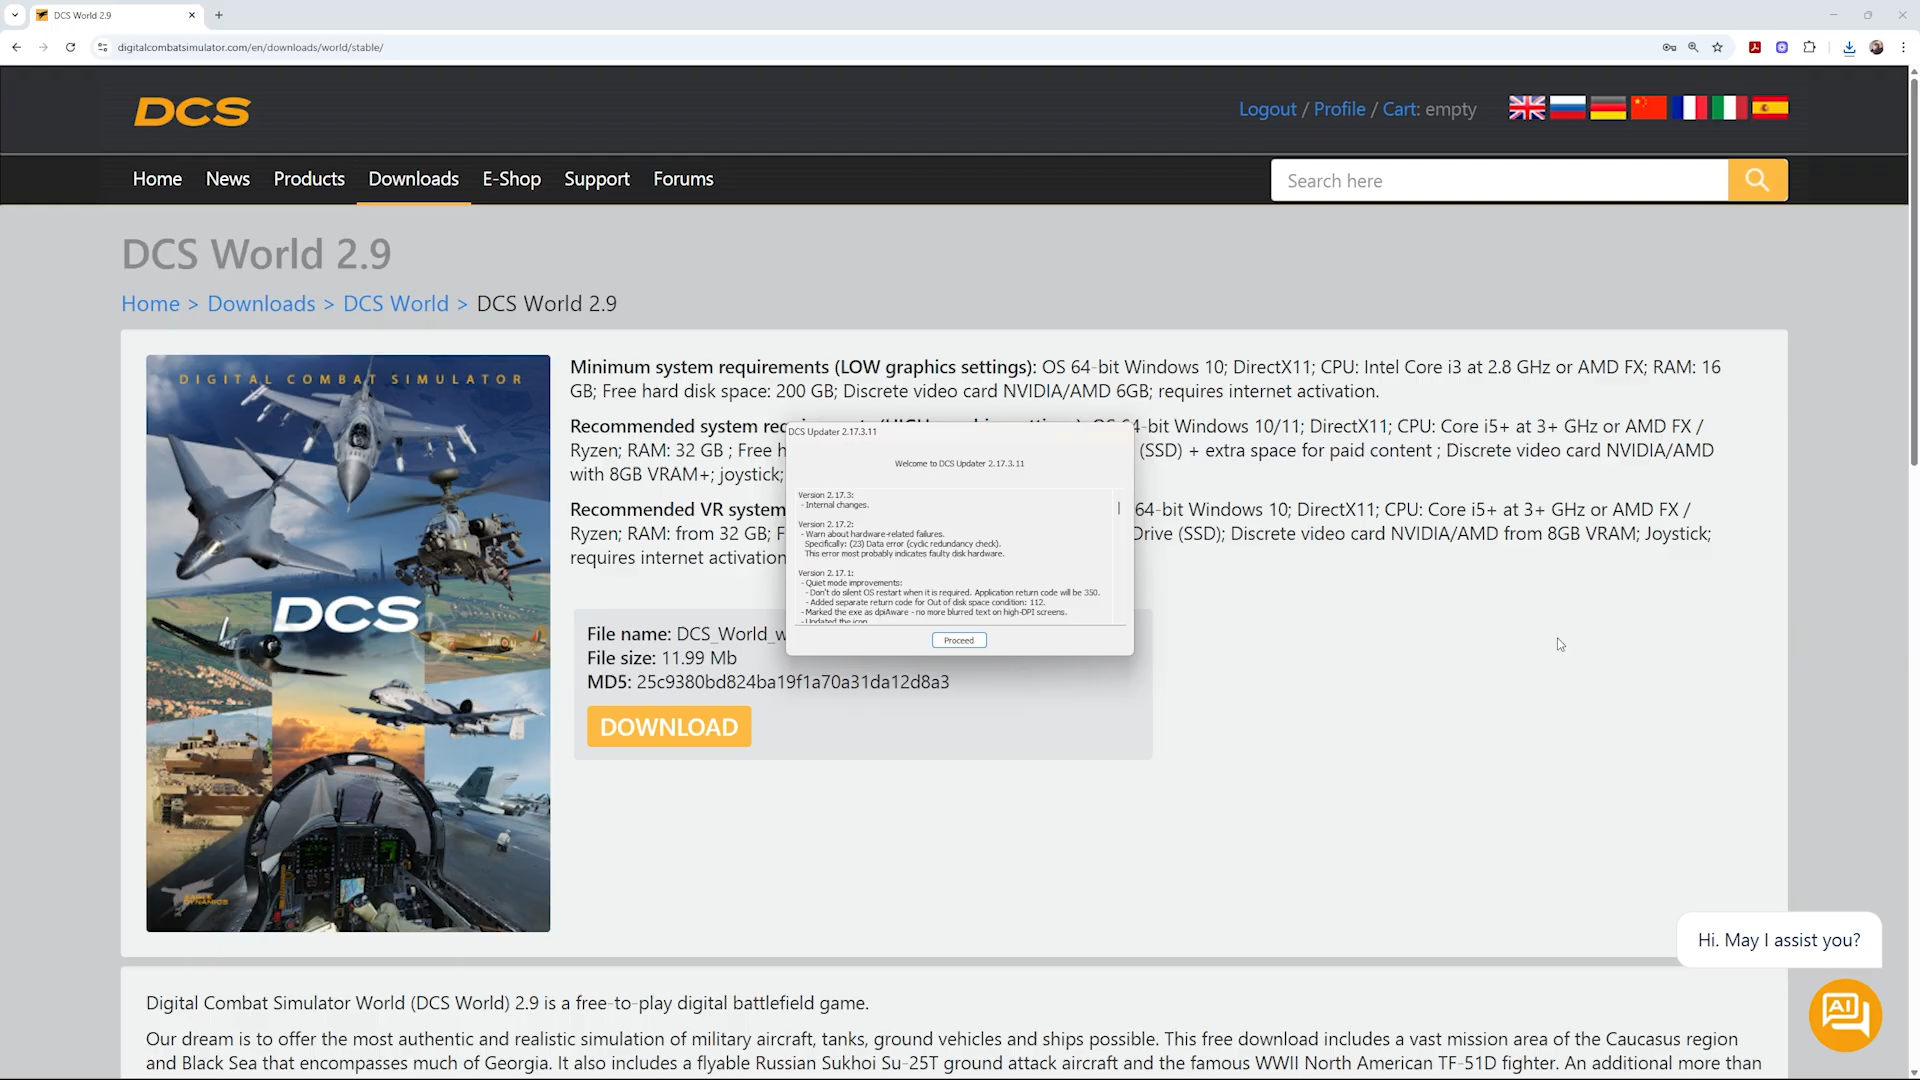 DCS World 2.9
digitalcombatsimulator.com/en/downloads/world/stable/
DCS
Logout / Profile / Cart: empty
Home News Products Downloads E-Shop Support Forums
Search here
DCS World 2.9
Home > Downloads > DCS World > DCS World 2.9
DIGITAL COMBAT SIMULATOR
DCS
EAGLE
DYNAMICS
Minimum system requirements (LOW graphics settings): OS 64-bit Windows 10; DirectX11; CPU: Intel Core i3 at 2.8 GHz or AMD FX; RAM: 16
GB; Free hard disk space: 200 GB; Discrete video card NVIDIA/AMD 6GB; requires internet activation.
Recommended system -bit Windows 10/11; DirectX11; CPU: Core i5+ at 3+ GHz or AMD FX /
Ryzen; RAM: 32 GB ; Free (SSD) + extra space for paid content ; Discrete video card NVIDIA/AMD
with 8GB VRAM+; joystick;
Recommended VR system 64-bit Windows 10; DirectX11; CPU: Core i5+ at 3+ GHz or AMD FX /
Ryzen; RAM: from 32 GB; Drive (SSD); Discrete video card NVIDIA/AMD from 8GB VRAM; Joystick;
requires internet activation
DCS Updater 2.17.3.11
Welcome to DCS Updater 2.17.3.11
Version 2.17.3:
- Internal changes.
Version 2.17.2:
- Warn about hardware-related failures.
Specifically: (23) Data error (cyclic redundancy check).
This error most probably indicates faulty disk hardware.
Version 2.17.1:
- Quiet mode improvements:
- Don't do silent OS restart when it is required. Application return code will be 350.
- Added separate return code for Out of disk space condition: 112.
- Marked the exe as dpiAware - no more blurred text on high-DPI screens.
- Updated the icon
Proceed
File name: DCS_World_w
File size: 11.99 Mb
MD5: 25c9380bd824ba19f1a70a31da12d8a3
DOWNLOAD
Hi. May I assist you?
AI
Digital Combat Simulator World (DCS World) 2.9 is a free-to-play digital battlefield game.
Our dream is to offer the most authentic and realistic simulation of military aircraft, tanks, ground vehicles and ships possible. This free download includes a vast mission area of the Caucasus region
and Black Sea that encompasses much of Georgia. It also includes a flyable Russian Sukhoi Su-25T ground attack aircraft and the famous WWII North American TF-51D fighter. An additional more than